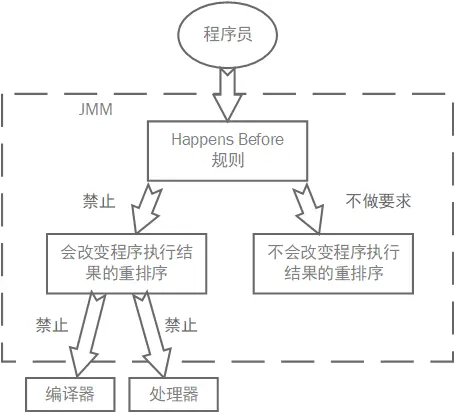 程序员
JMM
Happens Before
规则
禁止
不做要求
会改变程序执行结
果的重排序
不会改变程序执行
结果的重排序
禁止
禁止
编译器
处理器